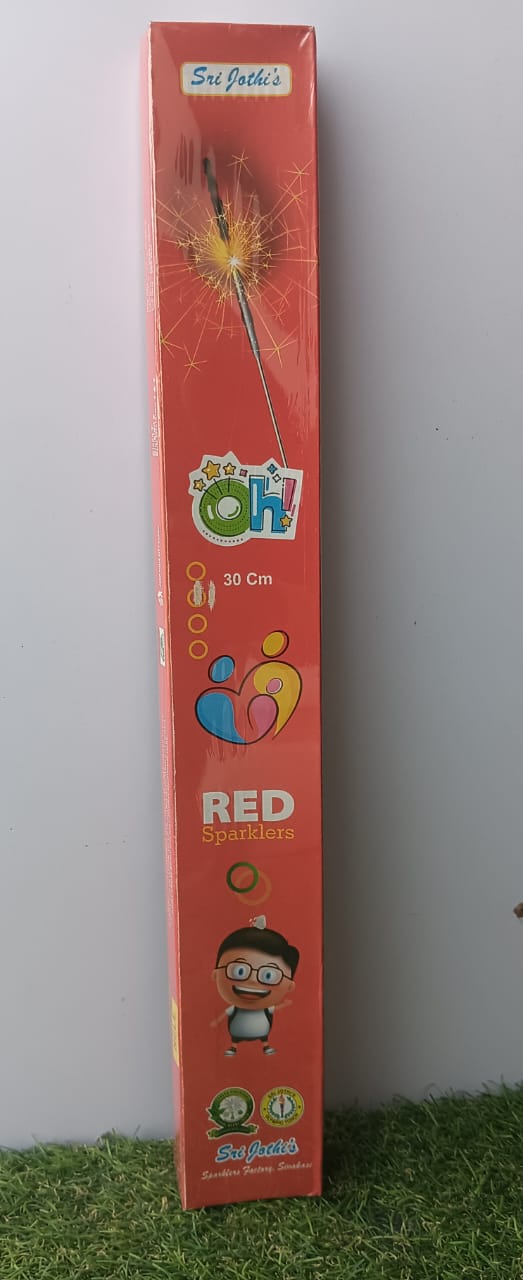 Sri Jothi's
Oh!
30 Cm
RED
Sparklers
Sri Jothi's
Sparklers Factory, Sivakasi